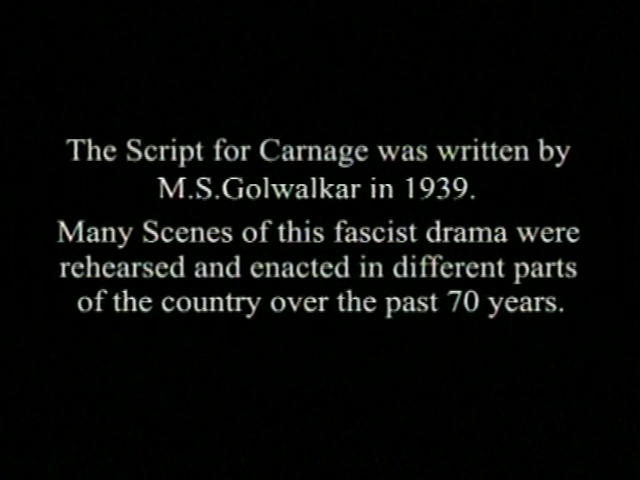 The Script for Carnage was written by
M.S.Golwalkar in 1939.
Many Scenes of this fascist drama were
rehearsed and enacted in different parts
of the country over the past 70 years.